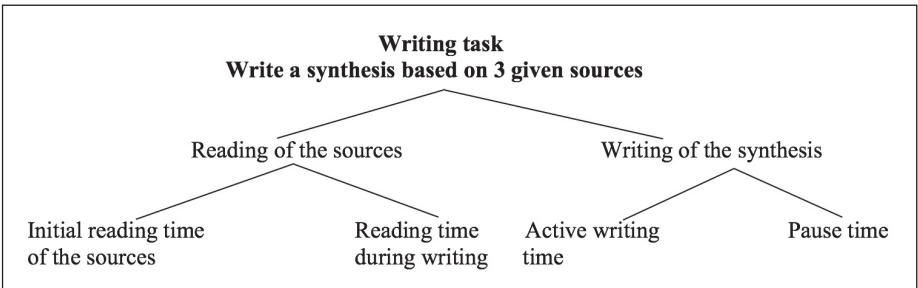 Writing task
Write a synthesis based on 3 given sources
Reading of the sources
Writing of the synthesis
Initial reading time
of the sources
Reading time
during writing
Active writing
time
Pause time